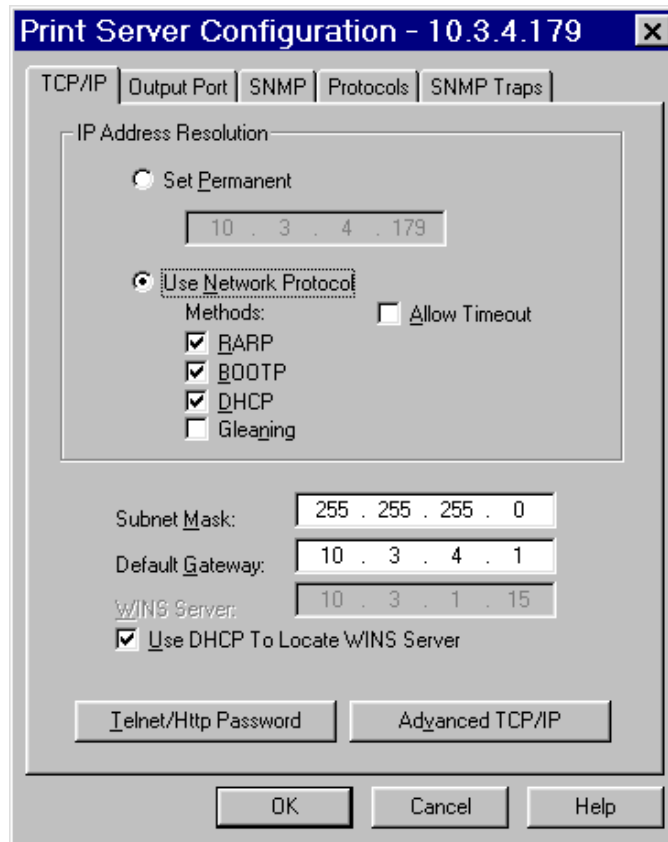 Print Server Configuration - 10.3.4.179
TCP/IP Output Port SNMP Protocols SNMP Traps
IP Address Resolution
Set Permanent
10 . 3 . 4 . 179
Use Network Protocol
Methods: Allow Timeout
RARP
BOOTP
DHCP
Gleaning
Subnet Mask: 255 . 255 . 255 . 0
Default Gateway: 10 . 3 . 4 . 1
WINS Server: 10 . 3 . 1 . 15
Use DHCP To Locate WINS Server
Telnet/Http Password Advanced TCP/IP
OK Cancel Help